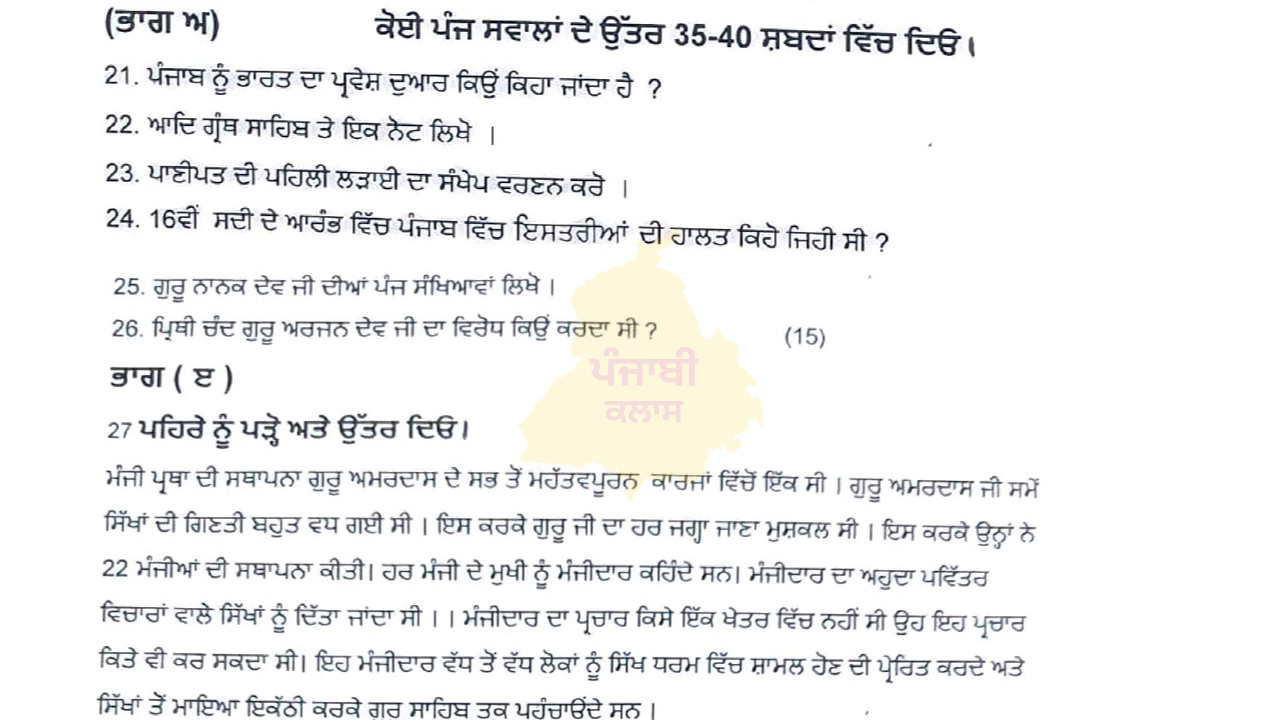 (ਭਾਗ ਅ) ਕੋਈ ਪੰਜ ਸਵਾਲਾਂ ਦੇ ਉੱਤਰ 35-40 ਸ਼ਬਦਾਂ ਵਿੱਚ ਦਿਓ।
21. ਪੰਜਾਬ ਨੂੰ ਭਾਰਤ ਦਾ ਪ੍ਰਵੇਸ਼ ਦੁਆਰ ਕਿਉਂ ਕਿਹਾ ਜਾਂਦਾ ਹੈ ?
22. ਆਦਿ ਗ੍ਰੰਥ ਸਾਹਿਬ ਤੇ ਇਕ ਨੋਟ ਲਿਖੋ ।
23. ਪਾਣੀਪਤ ਦੀ ਪਹਿਲੀ ਲੜਾਈ ਦਾ ਸੰਖੇਪ ਵਰਣਨ ਕਰੋ ।
24. 16ਵੀਂ ਸਦੀ ਦੇ ਆਰੰਭ ਵਿੱਚ ਪੰਜਾਬ ਵਿੱਚ ਇਸਤਰੀਆਂ ਦੀ ਹਾਲਤ ਕਿਹੋ ਜਿਹੀ ਸੀ ?
25. ਗੁਰੂ ਨਾਨਕ ਦੇਵ ਜੀ ਦੀਆਂ ਪੰਜ ਸੰਖਿਆਵਾਂ ਲਿਖੋ।
26. ਪ੍ਰਿਥੀ ਚੰਦ ਗੁਰੂ ਅਰਜਨ ਦੇਵ ਜੀ ਦਾ ਵਿਰੋਧ ਕਿਉਂ ਕਰਦਾ ਸੀ ? (15)
ਪੰਜਾਬੀ
ਕਲਾਸ
ਭਾਗ ( ੲ )
27 ਪਹਿਰੇ ਨੂੰ ਪੜ੍ਹੋ ਅਤੇ ਉੱਤਰ ਦਿਓ।
ਮੰਜੀ ਪ੍ਰਥਾ ਦੀ ਸਥਾਪਨਾ ਗੁਰੂ ਅਮਰਦਾਸ ਦੇ ਸਭ ਤੋਂ ਮਹੱਤਵਪੂਰਨ ਕਾਰਜਾਂ ਵਿੱਚੋਂ ਇੱਕ ਸੀ । ਗੁਰੂ ਅਮਰਦਾਸ ਜੀ ਸਮੇਂ
ਸਿੱਖਾਂ ਦੀ ਗਿਣਤੀ ਬਹੁਤ ਵਧ ਗਈ ਸੀ । ਇਸ ਕਰਕੇ ਗੁਰੂ ਜੀ ਦਾ ਹਰ ਜਗ੍ਹਾ ਜਾਣਾ ਮੁਸ਼ਕਲ ਸੀ । ਇਸ ਕਰਕੇ ਉਨ੍ਹਾਂ ਨੇ
22 ਮੰਜੀਆਂ ਦੀ ਸਥਾਪਨਾ ਕੀਤੀ। ਹਰ ਮੰਜੀ ਦੇ ਮੁਖੀ ਨੂੰ ਮੰਜੀਦਾਰ ਕਹਿੰਦੇ ਸਨ। ਮੰਜੀਦਾਰ ਦਾ ਅਹੁਦਾ ਪਵਿੱਤਰ
ਵਿਚਾਰਾਂ ਵਾਲੇ ਸਿੱਖਾਂ ਨੂੰ ਦਿੱਤਾ ਜਾਂਦਾ ਸੀ । । ਮੰਜੀਦਾਰ ਦਾ ਪ੍ਰਚਾਰ ਕਿਸੇ ਇੱਕ ਖੇਤਰ ਵਿੱਚ ਨਹੀਂ ਸੀ ਉਹ ਇਹ ਪ੍ਰਚਾਰ
ਕਿਤੇ ਵੀ ਕਰ ਸਕਦਾ ਸੀ। ਇਹ ਮੰਜੀਦਾਰ ਵੱਧ ਤੋਂ ਵੱਧ ਲੋਕਾਂ ਨੂੰ ਸਿੱਖ ਧਰਮ ਵਿੱਚ ਸ਼ਾਮਲ ਹੋਣ ਦੀ ਪ੍ਰੇਰਿਤ ਕਰਦੇ ਅਤੇ
ਸਿੱਖਾਂ ਤੋਂ ਮਾਇਆ ਇਕੱਠੀ ਕਰਕੇ ਗੁਰੂ ਸਾਹਿਬ ਤਕ ਪਹੁੰਚਾਉਂਦੇ ਸਨ ।